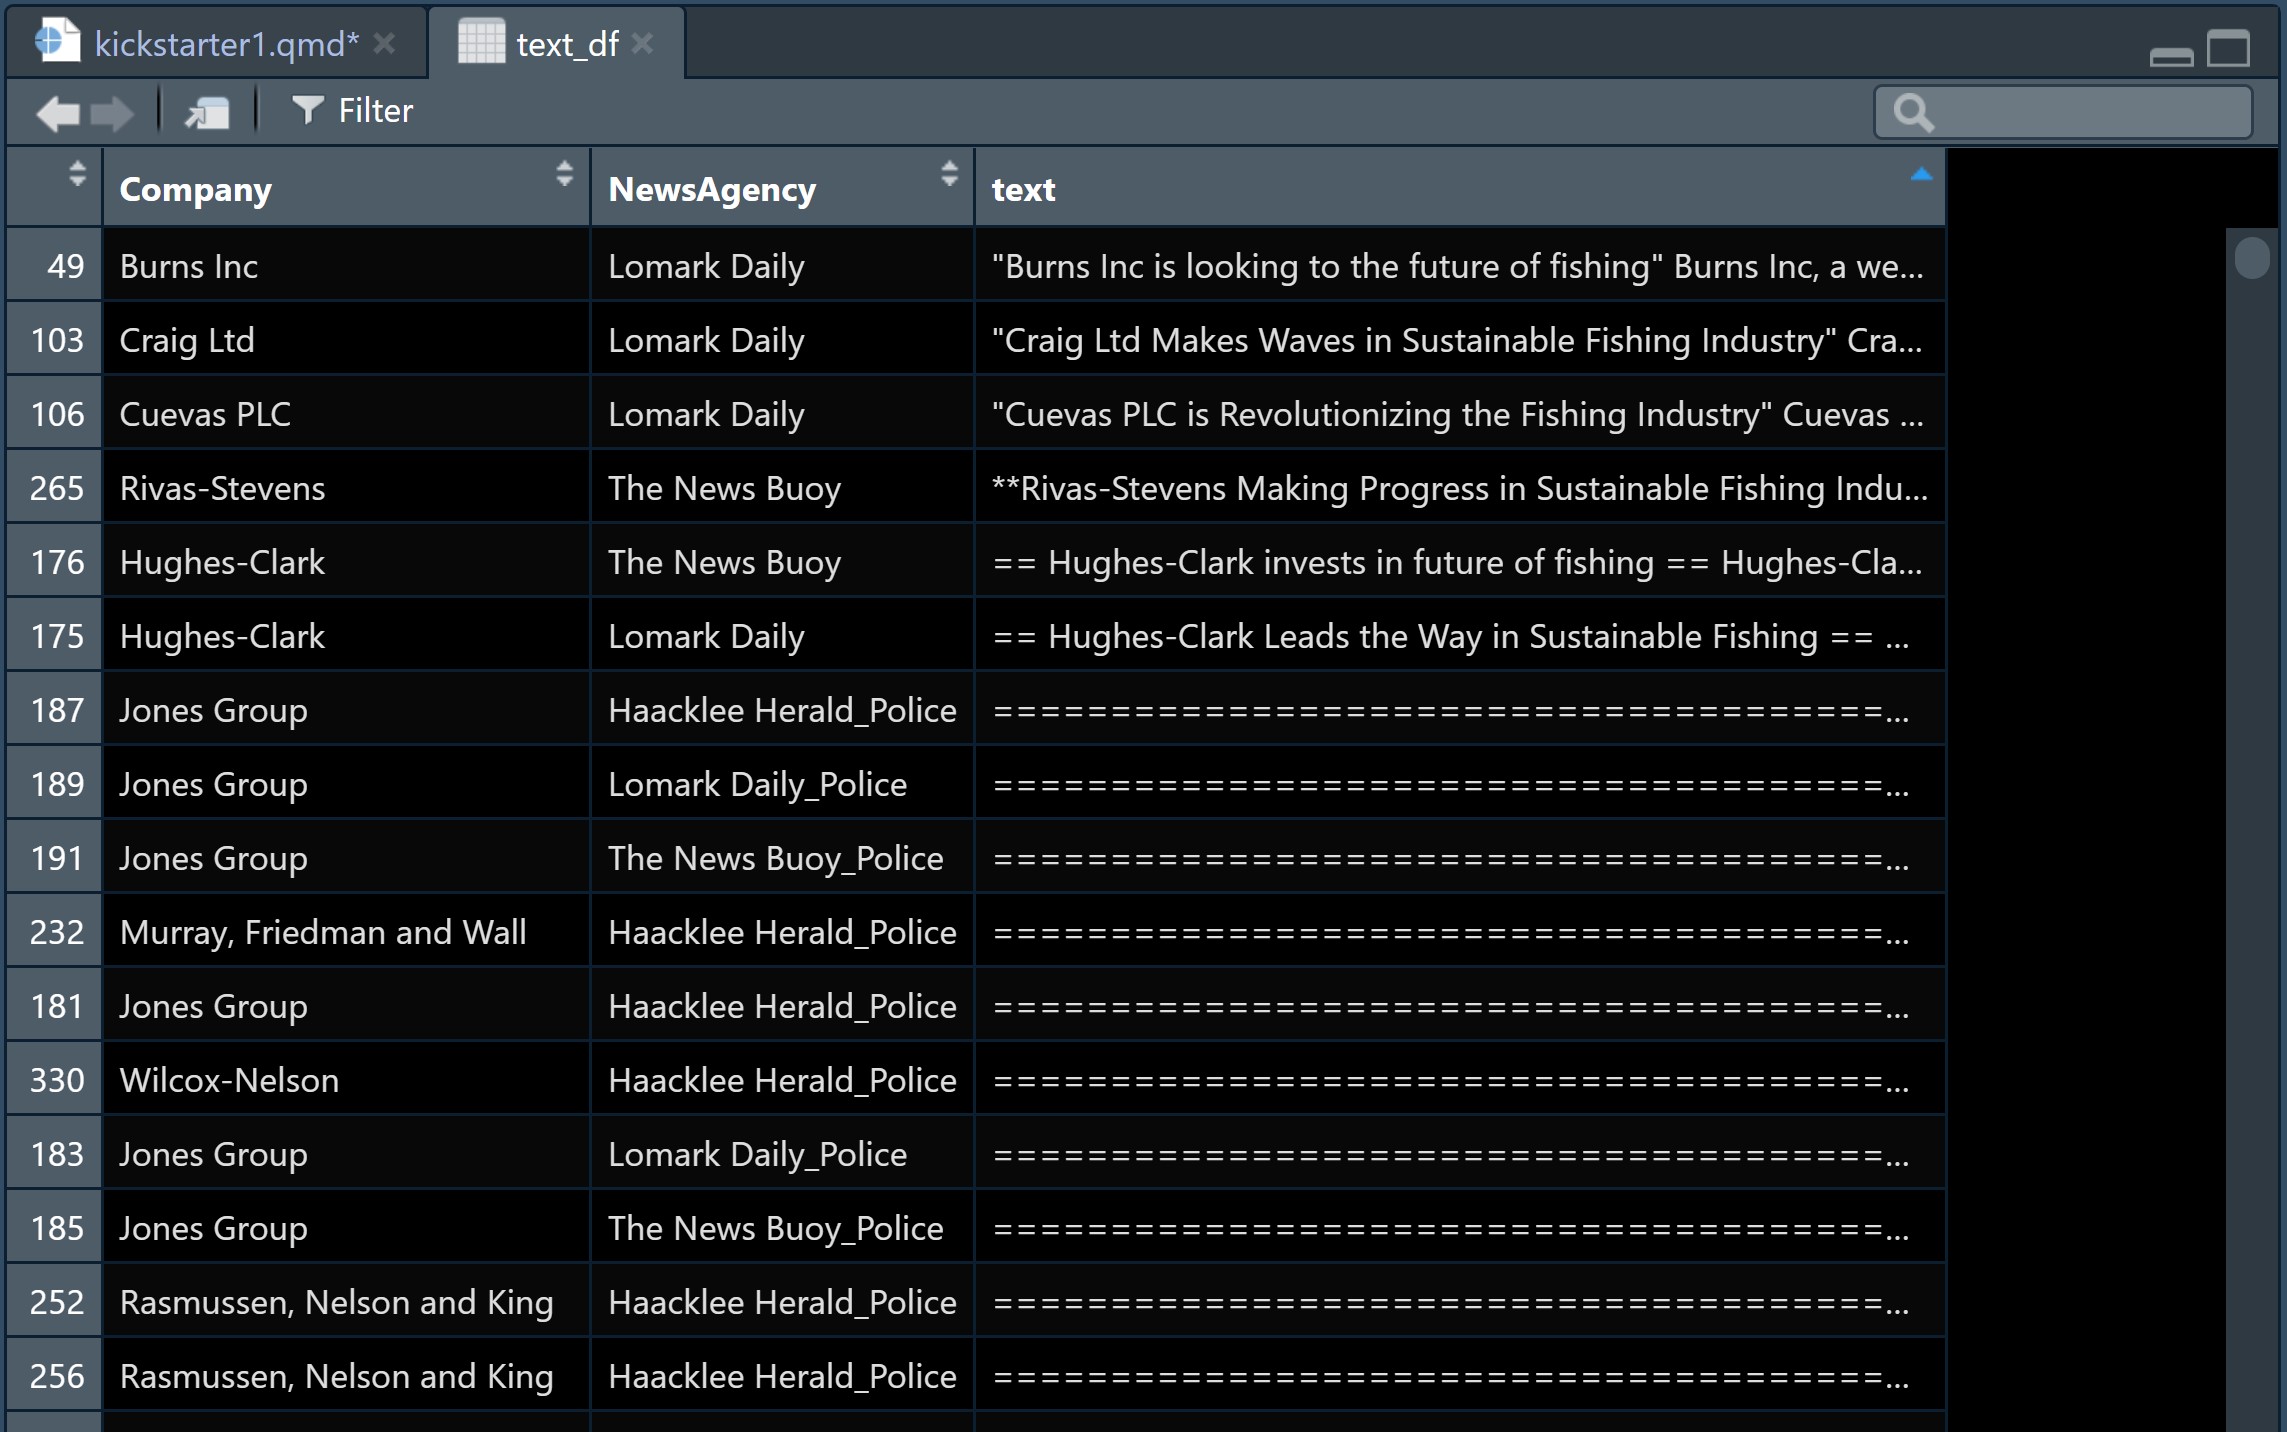 kickstarter1.qmd* text_df
Filter
Company NewsAgency text
49 Burns Inc Lomark Daily "Burns Inc is looking to the future of fishing" Burns Inc, a we...
103 Craig Ltd Lomark Daily "Craig Ltd Makes Waves in Sustainable Fishing Industry" Cra...
106 Cuevas PLC Lomark Daily "Cuevas PLC is Revolutionizing the Fishing Industry" Cuevas ...
265 Rivas-Stevens The News Buoy **Rivas-Stevens Making Progress in Sustainable Fishing Indu...
176 Hughes-Clark The News Buoy == Hughes-Clark invests in future of fishing == Hughes-Cla...
175 Hughes-Clark Lomark Daily == Hughes-Clark Leads the Way in Sustainable Fishing == ...
187 Jones Group Haacklee Herald_Police ======================================...
189 Jones Group Lomark Daily_Police ======================================...
191 Jones Group The News Buoy_Police ======================================...
232 Murray, Friedman and Wall Haacklee Herald_Police ======================================...
181 Jones Group Haacklee Herald_Police ======================================...
330 Wilcox-Nelson Haacklee Herald_Police ======================================...
183 Jones Group Lomark Daily_Police ======================================...
185 Jones Group The News Buoy_Police ======================================...
252 Rasmussen, Nelson and King Haacklee Herald_Police ======================================...
256 Rasmussen, Nelson and King Haacklee Herald_Police ======================================...